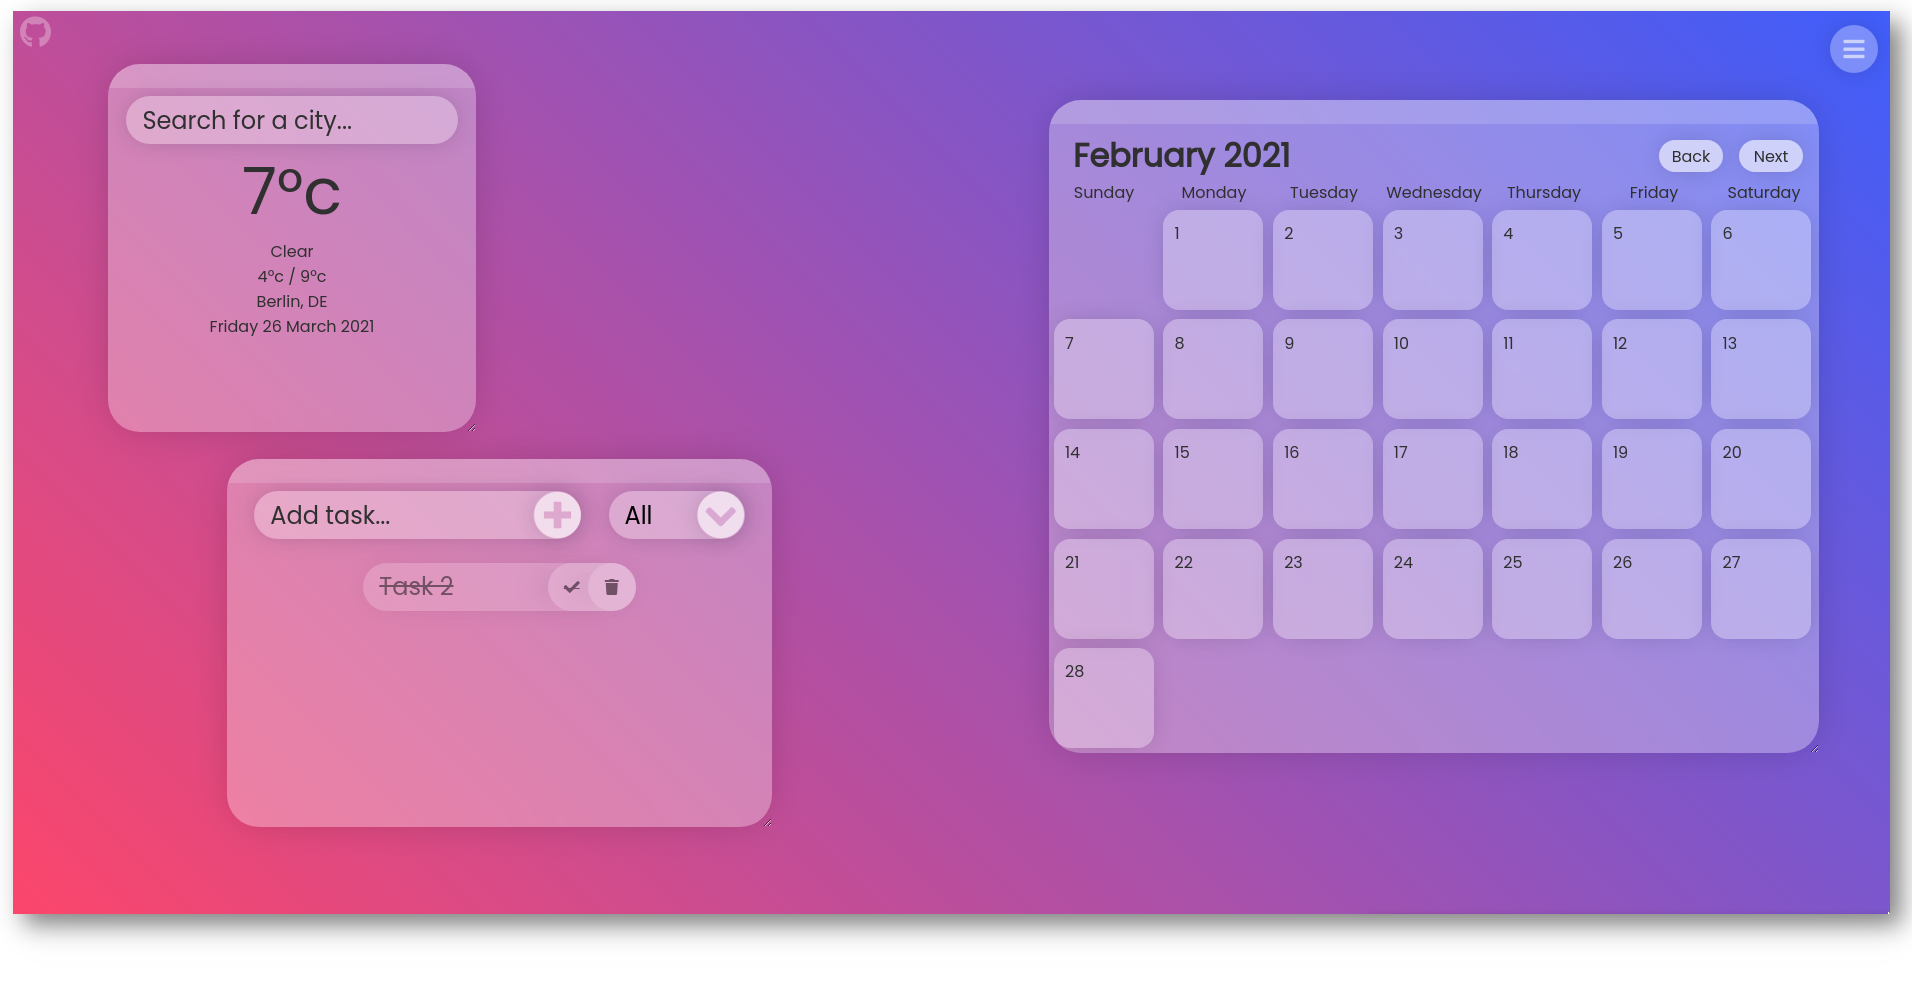 Search for a city...
7°c
Clear
4°c / 9°c
Berlin, DE
Friday 26 March 2021
Add task...
All
Task 2
February 2021
Back Next
Sunday Monday Tuesday Wednesday Thursday Friday Saturday
1 2 3 4 5 6
7 8 9 10 11 12 13
14 15 16 17 18 19 20
21 22 23 24 25 26 27
28